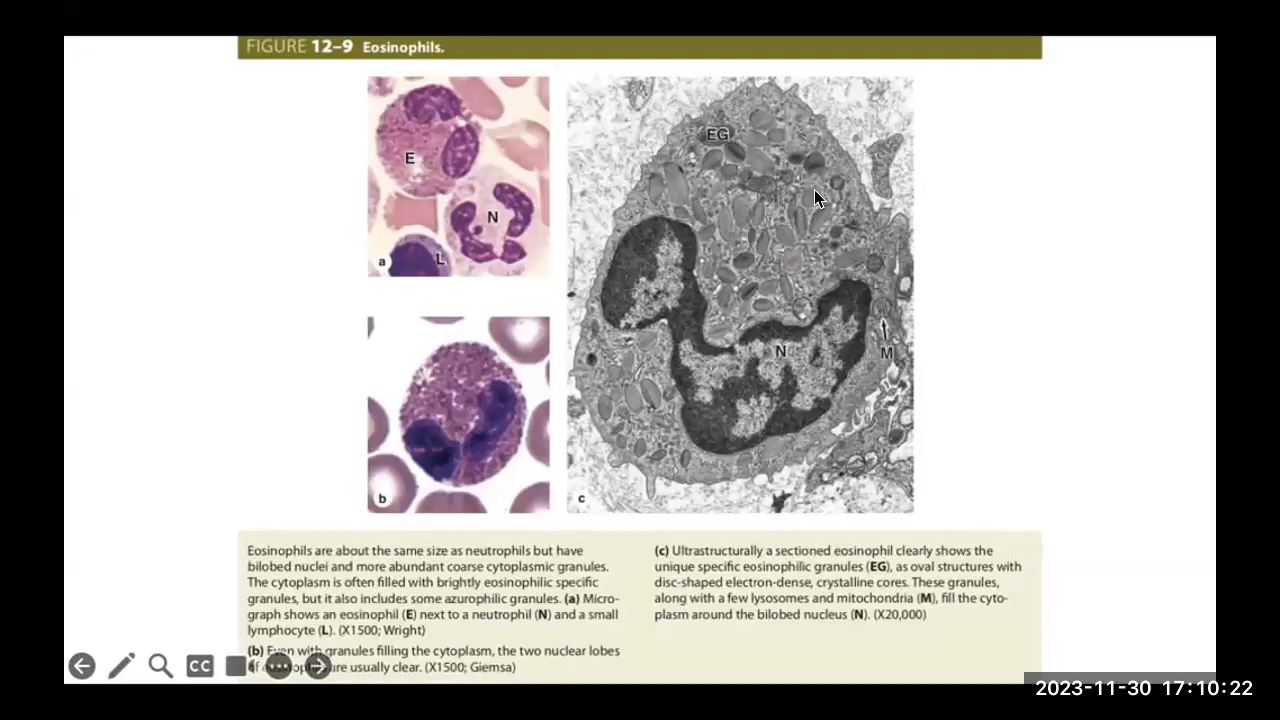 FIGURE 12–9 Eosinophils.
E
N
L
a
b
EG
N
M
c
Eosinophils are about the same size as neutrophils but have
bilobed nuclei and more abundant coarse cytoplasmic granules.
The cytoplasm is often filled with brightly eosinophilic specific
granules, but it also includes some azurophilic granules. (a) Micro-
graph shows an eosinophil (E) next to a neutrophil (N) and a small
lymphocyte (L). (X1500; Wright)
(b) Even with granules filling the cytoplasm, the two nuclear lobes
are usually clear. (X1500; Giemsa)
(c) Ultrastructurally a sectioned eosinophil clearly shows the
unique specific eosinophilic granules (EG), as oval structures with
disc-shaped electron-dense, crystalline cores. These granules,
along with a few lysosomes and mitochondria (M), fill the cyto-
plasm around the bilobed nucleus (N). (X20,000)
CC
2023-11-30 17:10:22